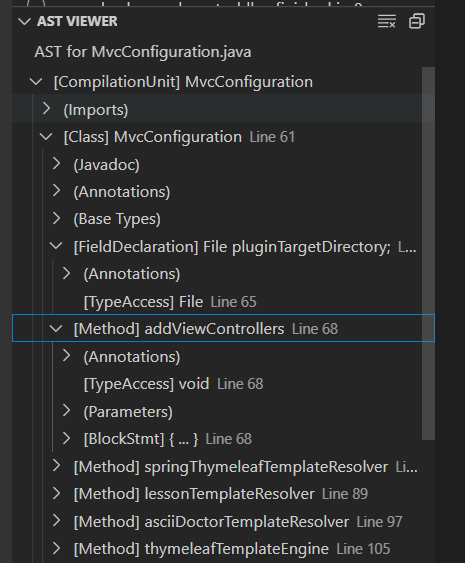 AST VIEWER
AST for MvcConfiguration.java
[CompilationUnit] MvcConfiguration
(Imports)
[Class] MvcConfiguration Line 61
(Javadoc)
(Annotations)
(Base Types)
[FieldDeclaration] File pluginTargetDirectory; L...
(Annotations)
[TypeAccess] File Line 65
[Method] addViewControllers Line 68
(Annotations)
[TypeAccess] void Line 68
(Parameters)
[BlockStmt] { ... } Line 68
[Method] springThymeleafTemplateResolver Li...
[Method] lessonTemplateResolver Line 89
[Method] asciiDoctorTemplateResolver Line 97
[Method] thymeleafTemplateEngine Line 105